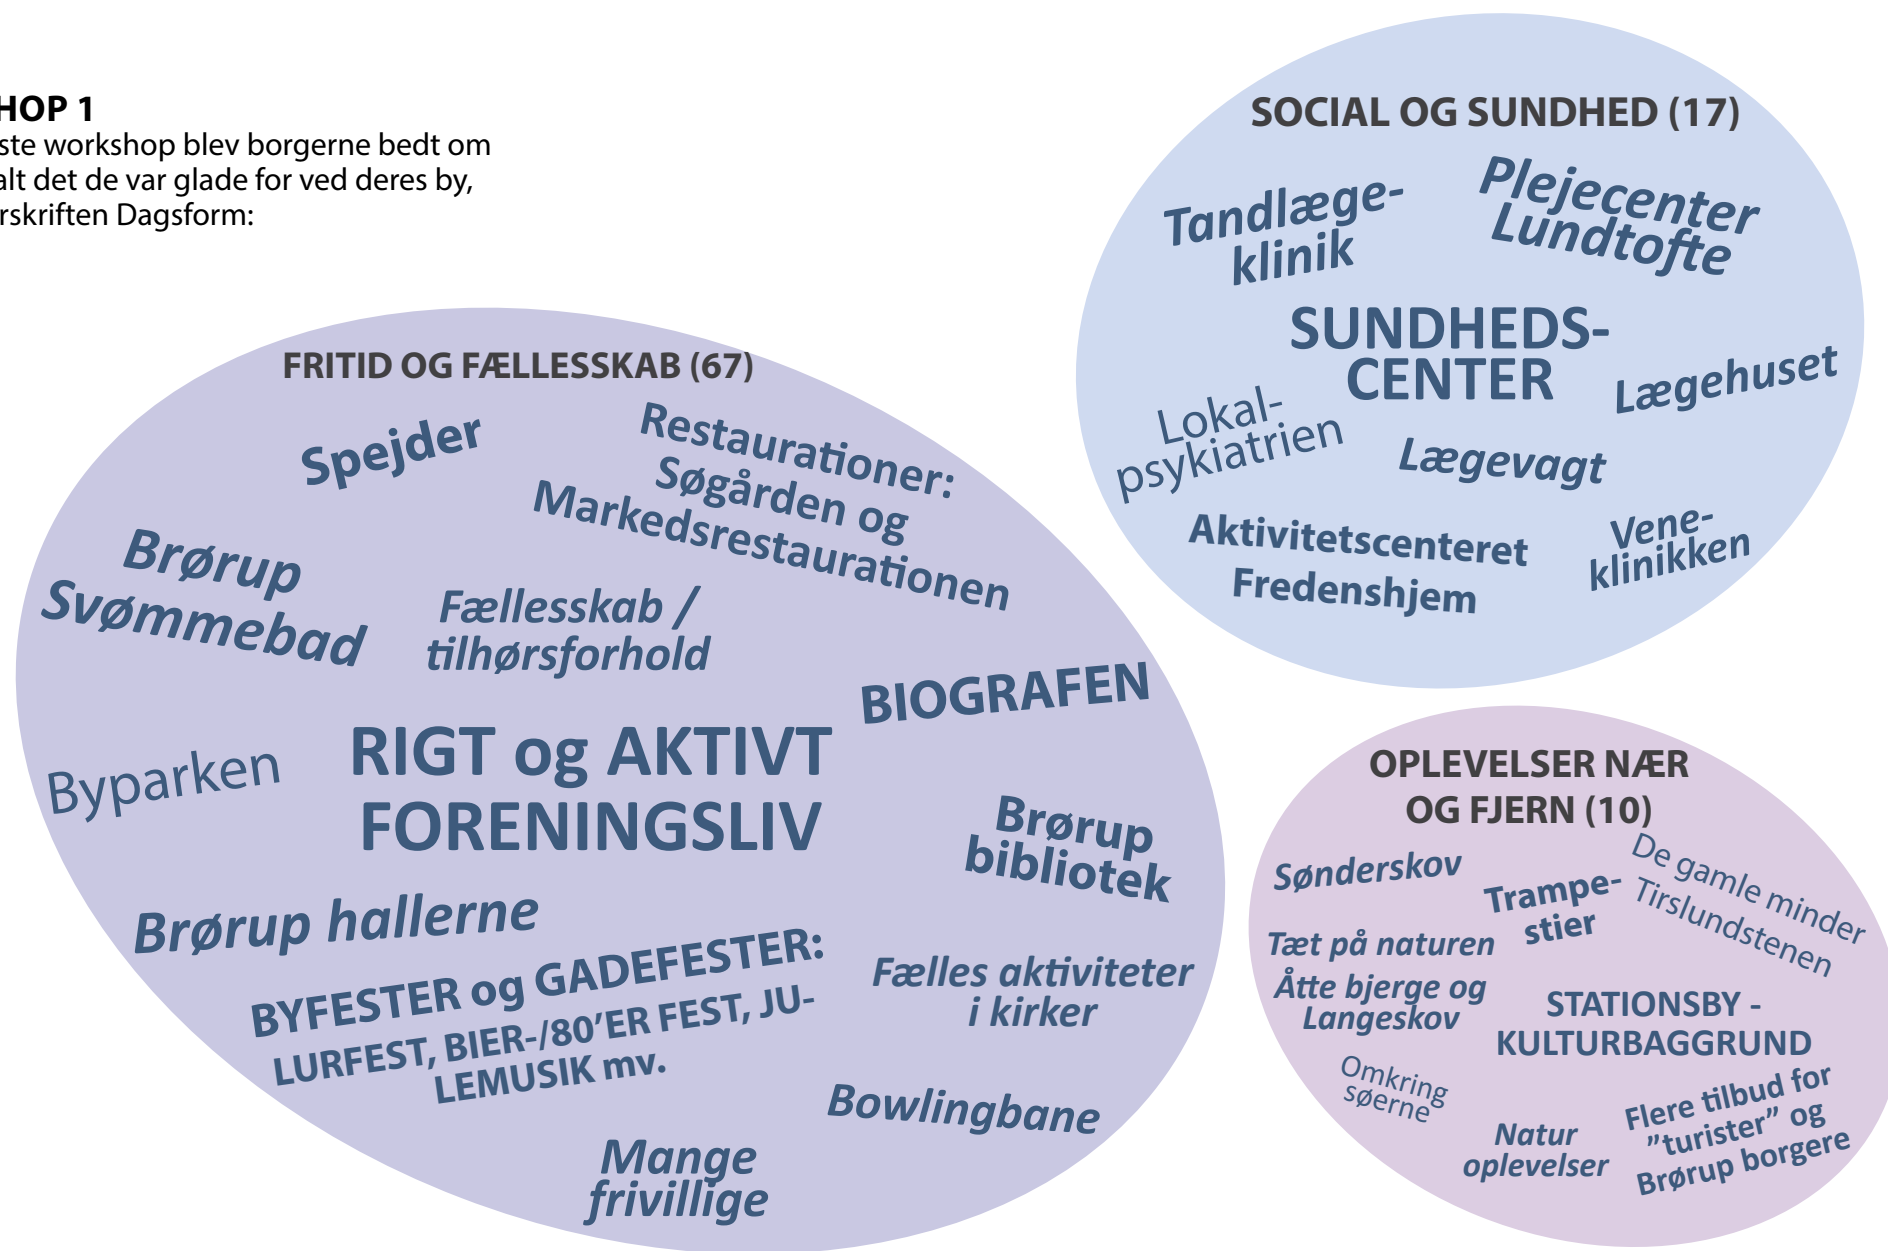 HOP 1
ste workshop blev borgerne bedt om
alt det de var glade for ved deres by,
rskriften Dagsform:
SOCIAL OG SUNDHED (17)
Tandlæge-
klinik
Plejecenter
Lundtofte
SUNDHEDS-
CENTER
Lægehuset
Lokal-
psykiatrien
Lægevagt
Aktivitetscenteret
Fredenshjem
Vene-
klinikken
FRITID OG FÆLLESSKAB (67)
Spejder
Restaurationer:
Søgården og
Markedsrestaurationen
Brørup
Svømmebad
Fællesskab /
tilhørsforhold
BIOGRAFEN
Byparken
RIGT og AKTIVT
FORENINGSLIV
Brørup
bibliotek
Brørup hallerne
BYFESTER og GADEFESTER:
LURFEST, BIER-/80'ER FEST, JU-
LEMUSIK mv.
Fælles aktiviteter
i kirker
Bowlingbane
Mange
frivillige
OPLEVELSER NÆR
OG FJERN (10)
Sønderskov
Trampe-
stier
De gamle minder
Tirslundstenen
Tæt på naturen
Åtte bjerge og
Langeskov
STATIONSBY -
KULTURBAGGRUND
Omkring
søerne
Natur
oplevelser
Flere tilbud for
”turister” og
Brørup borgere